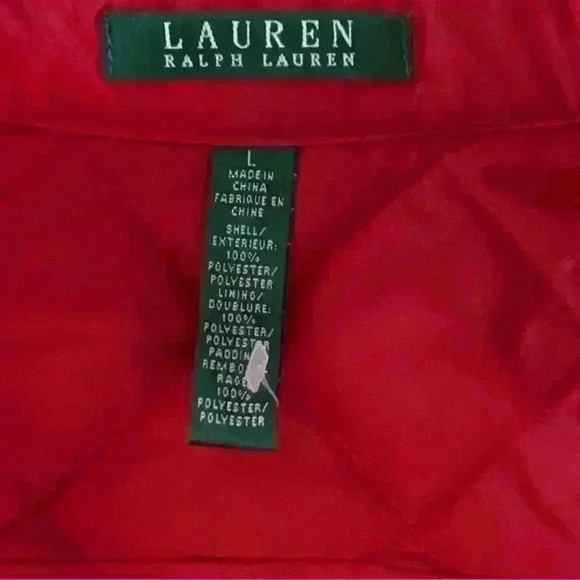 LAUREN
RALPH LAUREN
L
MADE IN
CHINA
FABRIQUE EN
CHINE
SHELL/
EXTERIEUR:
100%
POLYESTER/
POLYESTER
LINING/
DOUBLURE:
100%
POLYESTER/
POLYESTER
100%
POLYESTER/
POLYESTER